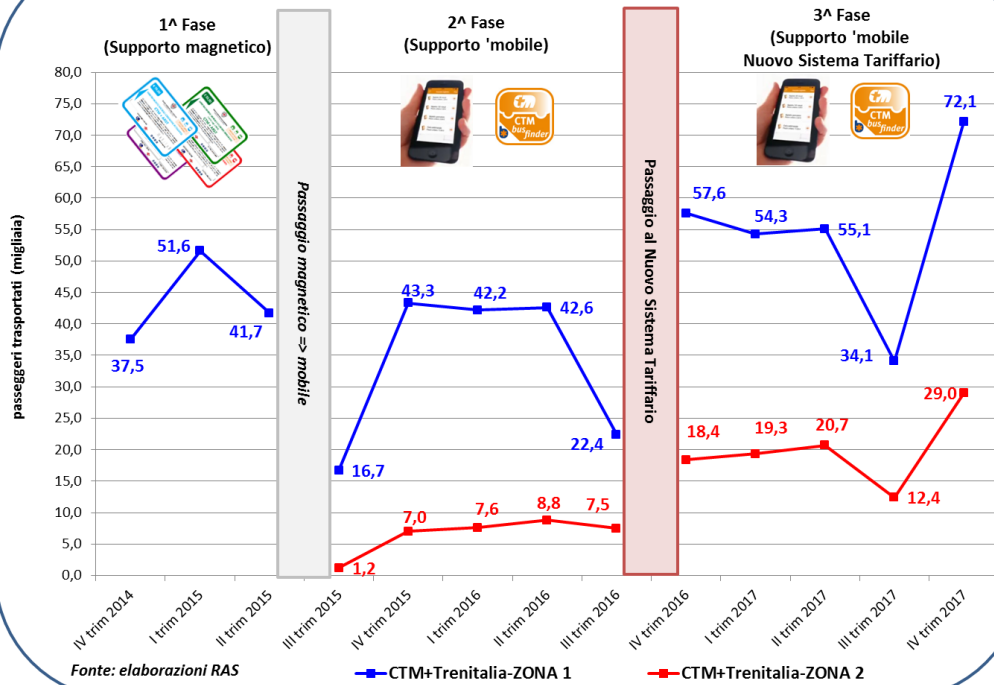 1^ Fase
(Supporto magnetico)
2^ Fase
(Supporto 'mobile)
3^ Fase
(Supporto 'mobile
Nuovo Sistema Tariffario)
passeggeri trasportati (migliaia)
80,0
75,0
70,0
65,0
60,0
55,0
50,0
45,0
40,0
35,0
30,0
25,0
20,0
15,0
10,0
5,0
0,0
CTM
bus finder
CTM
bus finder
Passaggio magnetico => mobile
Passaggio al Nuovo Sistema Tariffario
37,5
51,6
41,7
16,7
43,3
42,2
42,6
22,4
57,6
54,3
55,1
34,1
72,1
1,2
7,0
7,6
8,8
7,5
18,4
19,3
20,7
12,4
29,0
IV trim 2014
I trim 2015
II trim 2015
III trim 2015
IV trim 2015
I trim 2016
II trim 2016
III trim 2016
IV trim 2016
I trim 2017
II trim 2017
III trim 2017
IV trim 2017
Fonte: elaborazioni RAS
CTM+Trenitalia-ZONA 1
CTM+Trenitalia-ZONA 2